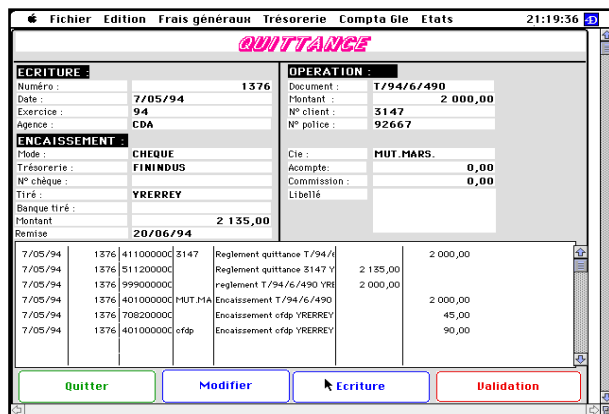 Fichier Edition Frais généraux Trésorerie Compta Gle Etats 21:19:36
QUITTANCE
ECRITURE : OPERATION :
Numéro : 1376 Document : T/94/6/490
Date : 7/05/94 Montant : 2 000,00
Exercice : 94 N° client : 3147
Agence : CDA N° police : 92667
ENCAISSEMENT :
Mode : CHEQUE Cie : MUT.MARS.
Trésorerie : FININDUS Acompte: 0,00
N° chèque : Commission : 0,00
Tiré : YRERREY Libellé
Banque tiré :
Montant 2 135,00
Remise 20/06/94
7/05/94 1376 411000000 3147 Reglement quittance T/94/6 2 000,00
7/05/94 1376 511200000 Reglement quittance 3147 Y 2 135,00
7/05/94 1376 999000000 reglement T/94/6/490 YRE 2 000,00
7/05/94 1376 401000000 MUT.MA Encaissement T/94/6/490 2 000,00
7/05/94 1376 708200000 Encaissement cfdp YRERREY 45,00
7/05/94 1376 401000000 cfdp Encaissement cfdp YRERREY 90,00
Quitter Modifier Ecriture Validation